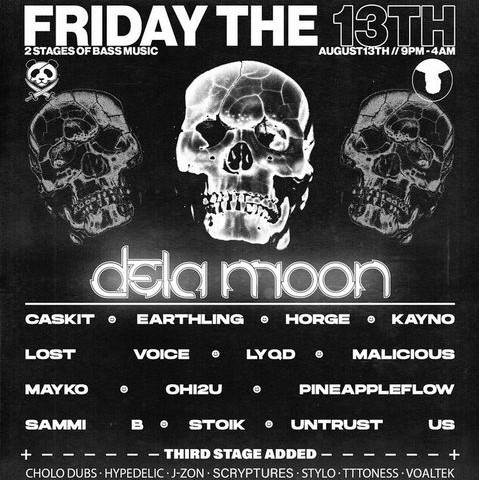 FRIDAY THE 13TH
2 STAGES OF BASS MUSIC AUGUST 13TH // 9PM - 4AM
dela moon
CASKIT ☺ EARTHLING ☺ HORGE ☺ KAYNO
LOST VOICE ☺ LYQD ☺ MALICIOUS
MAYKO ☺ OHI2U ☺ PINEAPPLEFLOW
SAMMI B ☺ STOIK ☺ UNTRUST US
+ – – – – – – THIRD STAGE ADDED – – – – – – +
CHOLO DUBS · HYPEDELIC · J-ZON · SCRYPTURES · STYLO · TTTONESS · VOALTEK